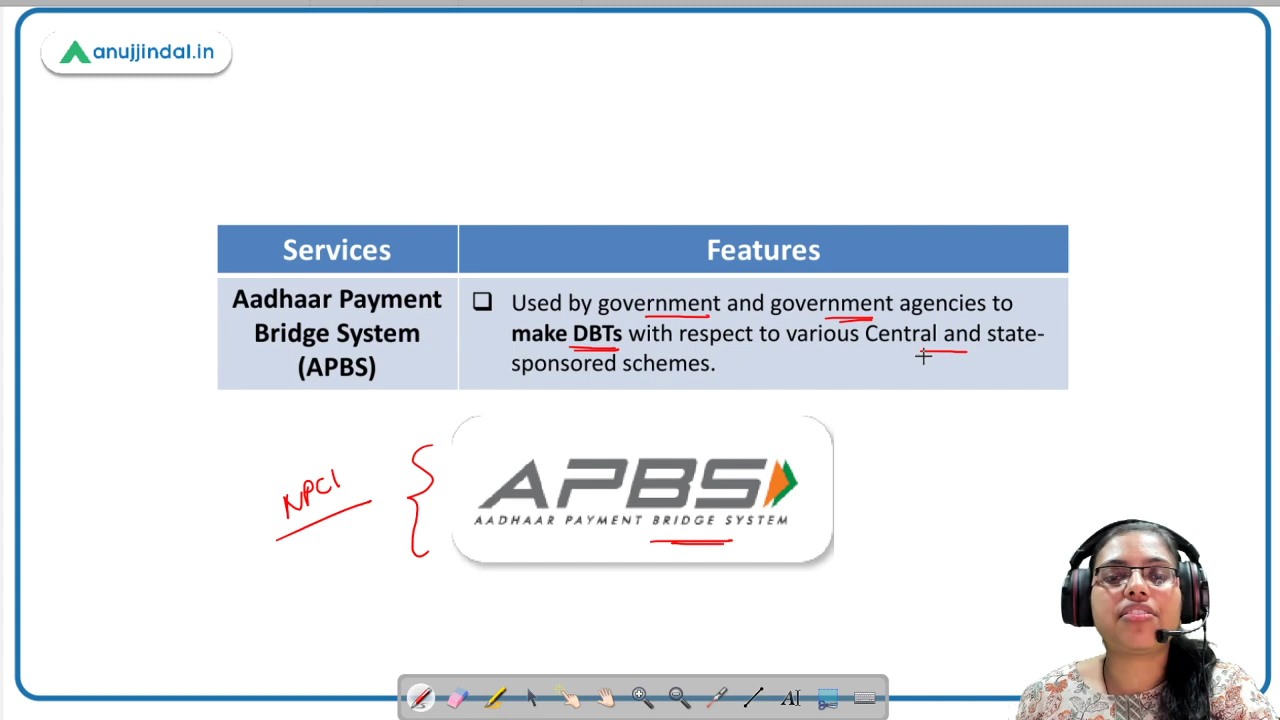 anujjindal.in
Services
Features
Aadhaar Payment
Bridge System
(APBS)
❑ Used by government and government agencies to
make DBTs with respect to various Central and state-
sponsored schemes.
NPCI
APBS
AADHAAR PAYMENT BRIDGE SYSTEM
AI